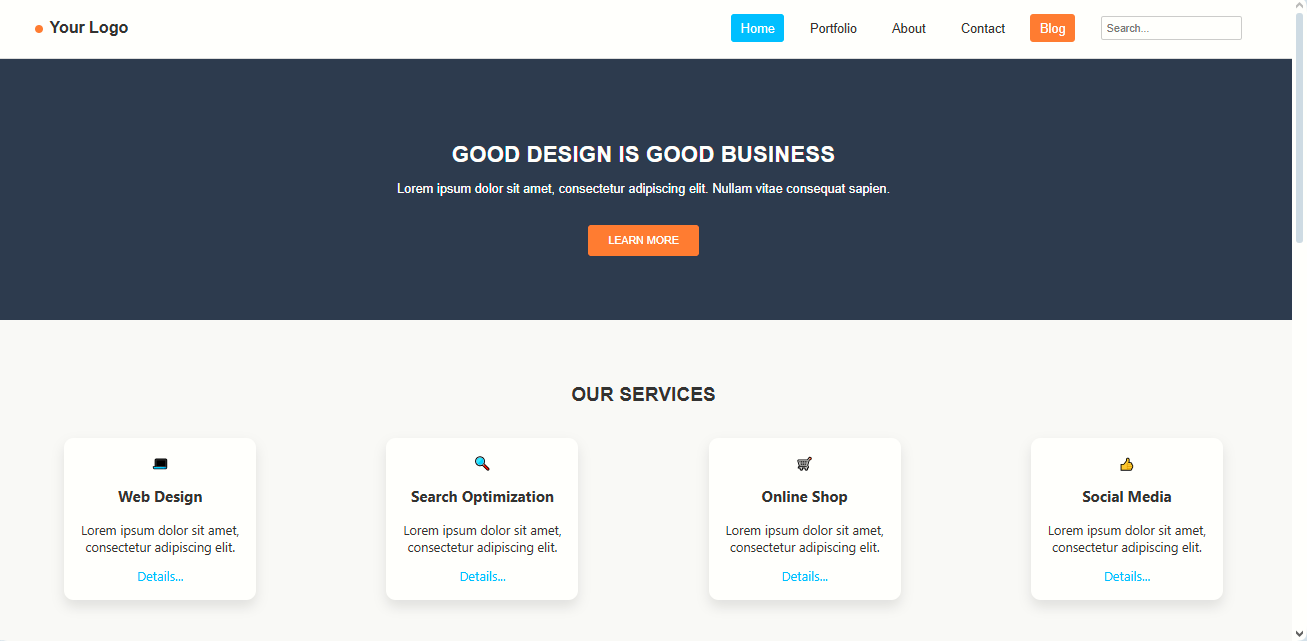 Your Logo
Home Portfolio About Contact Blog Search...
GOOD DESIGN IS GOOD BUSINESS
Lorem ipsum dolor sit amet, consectetur adipiscing elit. Nullam vitae consequat sapien.
LEARN MORE
OUR SERVICES
Web Design
Lorem ipsum dolor sit amet,
consectetur adipiscing elit.
Details...
Search Optimization
Lorem ipsum dolor sit amet,
consectetur adipiscing elit.
Details...
Online Shop
Lorem ipsum dolor sit amet,
consectetur adipiscing elit.
Details...
Social Media
Lorem ipsum dolor sit amet,
consectetur adipiscing elit.
Details...